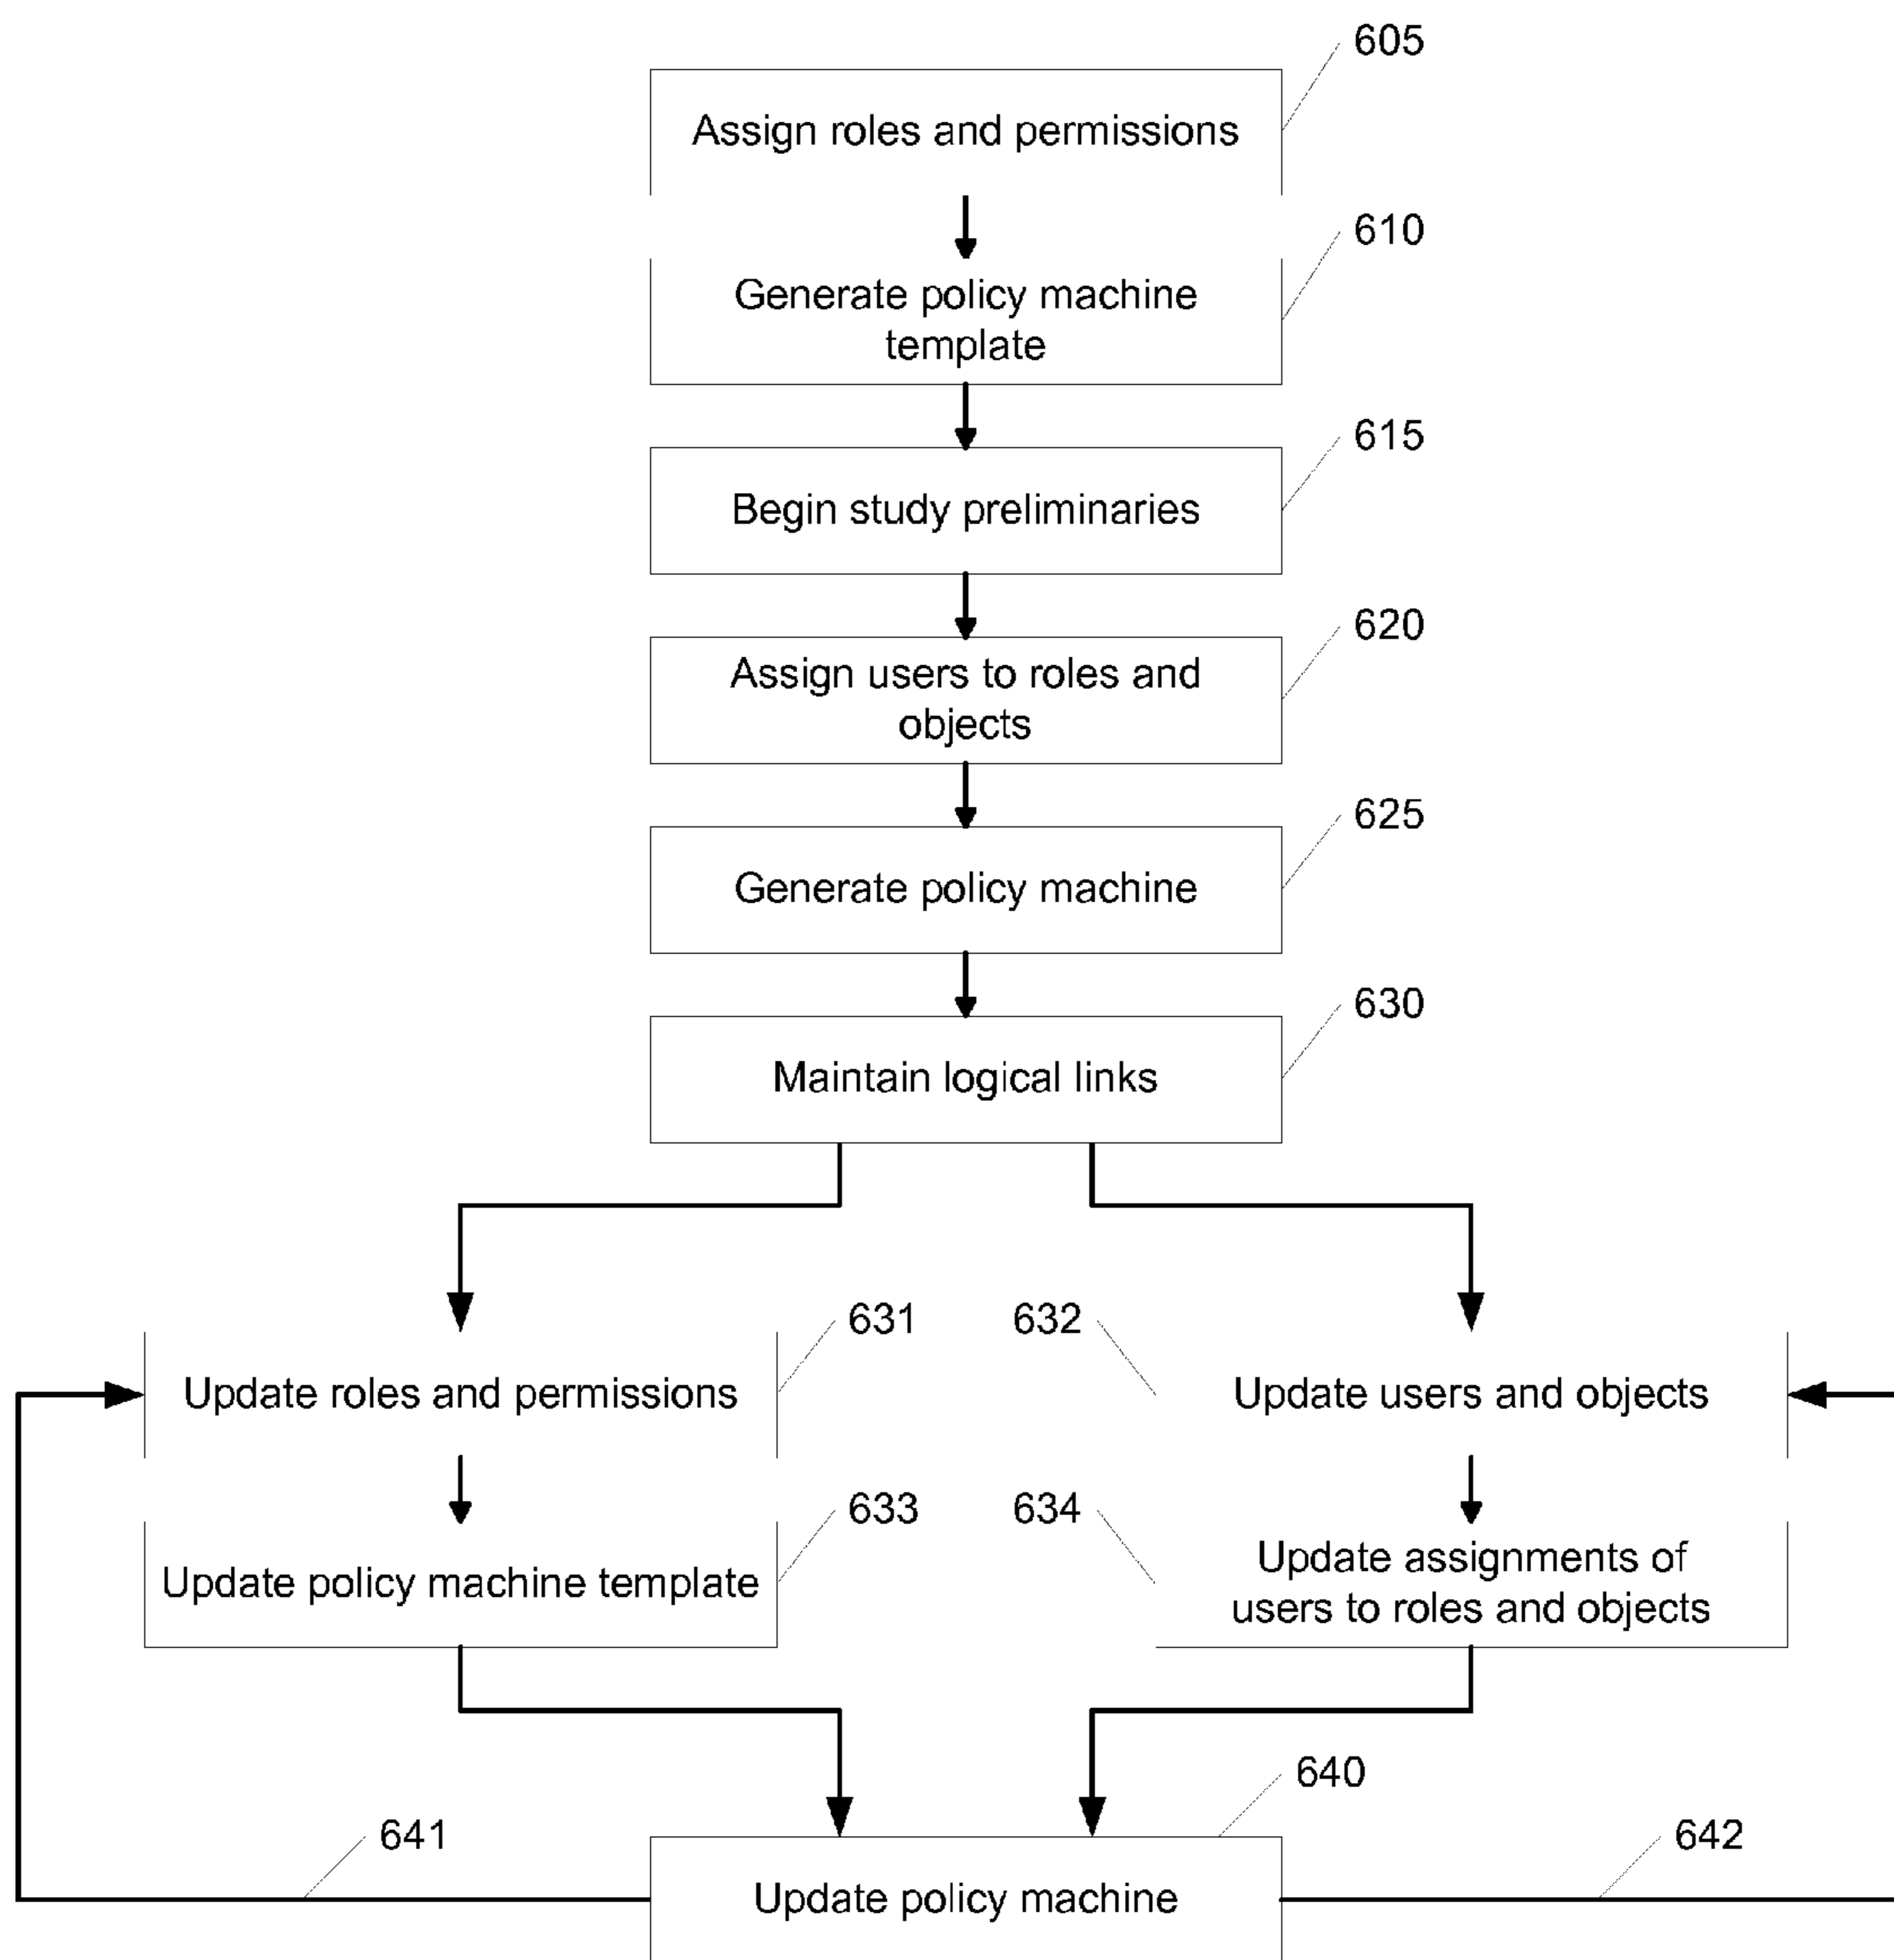 605
Assign roles and permissions
610
Generate policy machine
template
615
Begin study preliminaries
620
Assign users to roles and
objects
625
Generate policy machine
630
Maintain logical links
631
632
Update roles and permissions
Update users and objects
633
634
Update policy machine template
Update assignments of
users to roles and objects
640
641
642
Update policy machine